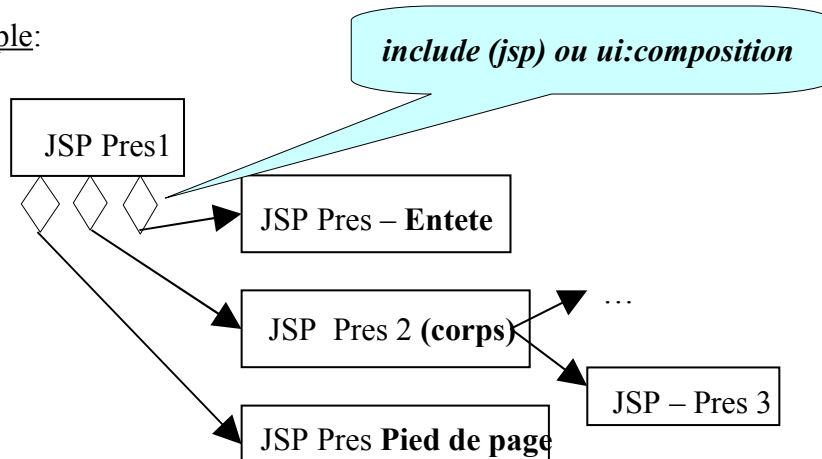 ple:
include (jsp) ou ui:composition
JSP Pres1
JSP Pres – Entete
JSP Pres 2 (corps)
…
JSP – Pres 3
JSP Pres Pied de page